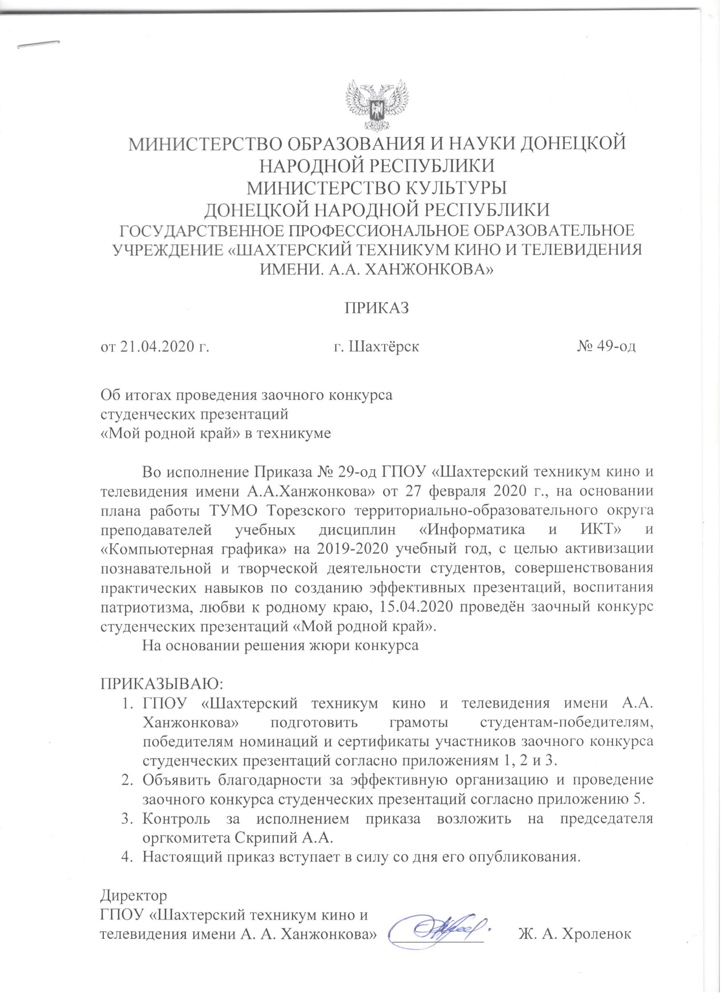 МИНИСТЕРСТВО ОБРАЗОВАНИЯ И НАУКИ ДОНЕЦКОЙ
НАРОДНОЙ РЕСПУБЛИКИ
МИНИСТЕРСТВО КУЛЬТУРЫ
ДОНЕЦКОЙ НАРОДНОЙ РЕСПУБЛИКИ
ГОСУДАРСТВЕННОЕ ПРОФЕССИОНАЛЬНОЕ ОБРАЗОВАТЕЛЬНОЕ
УЧРЕЖДЕНИЕ «ШАХТЕРСКИЙ ТЕХНИКУМ КИНО И ТЕЛЕВИДЕНИЯ
ИМЕНИ. А.А. ХАНЖОНКОВА»
ПРИКАЗ
от 21.04.2020 г. г. Шахтёрск № 49-од
Об итогах проведения заочного конкурса
студенческих презентаций
«Мой родной край» в техникуме
Во исполнение Приказа № 29-од ГПОУ «Шахтерский техникум кино и
телевидения имени А.А.Ханжонкова» от 27 февраля 2020 г., на основании
плана работы ТУМО Торезского территориально-образовательного округа
преподавателей учебных дисциплин «Информатика и ИКТ» и
«Компьютерная графика» на 2019-2020 учебный год, с целью активизации
познавательной и творческой деятельности студентов, совершенствования
практических навыков по созданию эффективных презентаций, воспитания
патриотизма, любви к родному краю, 15.04.2020 проведён заочный конкурс
студенческих презентаций «Мой родной край».
На основании решения жюри конкурса
ПРИКАЗЫВАЮ:
1. ГПОУ «Шахтерский техникум кино и телевидения имени А.А.
Ханжонкова» подготовить грамоты студентам-победителям,
победителям номинаций и сертификаты участников заочного конкурса
студенческих презентаций согласно приложениям 1, 2 и 3.
2. Объявить благодарности за эффективную организацию и проведение
заочного конкурса студенческих презентаций согласно приложению 5.
3. Контроль за исполнением приказа возложить на председателя
оргкомитета Скрипий А.А.
4. Настоящий приказ вступает в силу со дня его опубликования.
Директор
ГПОУ «Шахтерский техникум кино и
телевидения имени А. А. Ханжонкова» Ж. А. Хроленок